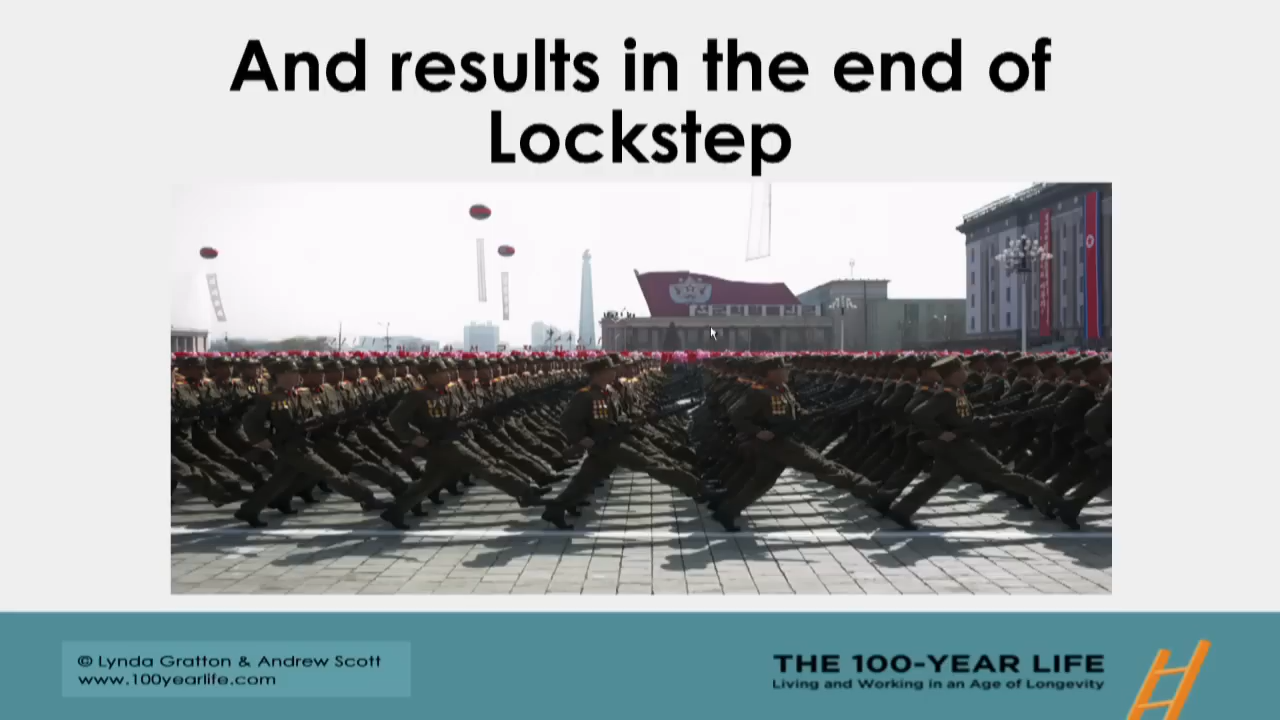 And results in the end of
Lockstep
© Lynda Gratton & Andrew Scott
www.100yearlife.com
THE 100-YEAR LIFE
Living and Working in an Age of Longevity